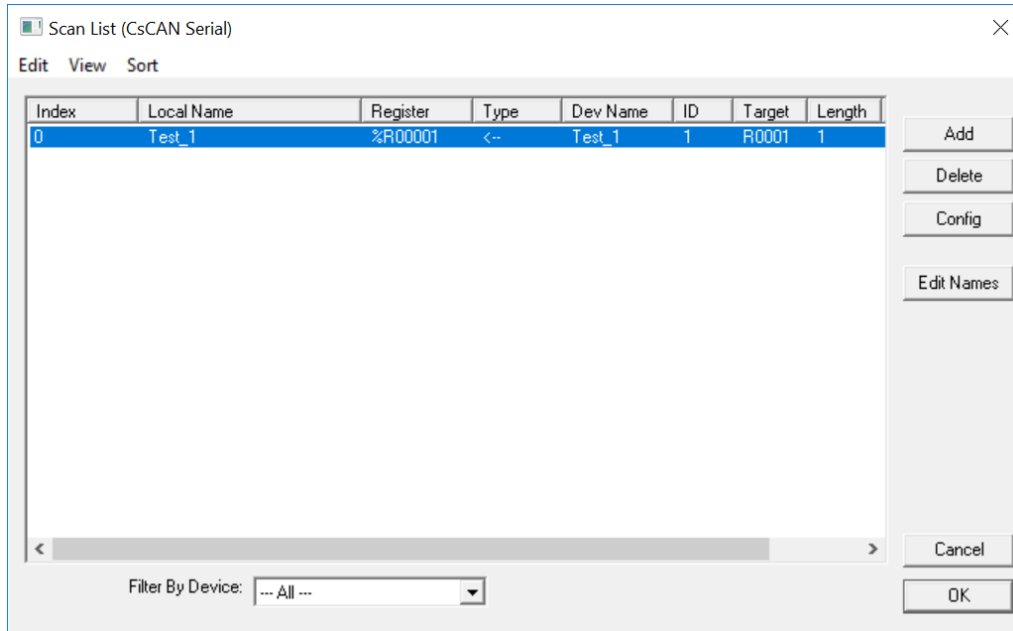 Scan List (CsCAN Serial)
Edit View Sort
Index Local Name Register Type Dev Name ID Target Length
0 Test_1 %R00001 <-- Test_1 1 R0001 1
Add
Delete
Config
Edit Names
Cancel
Filter By Device: --- All ---
OK